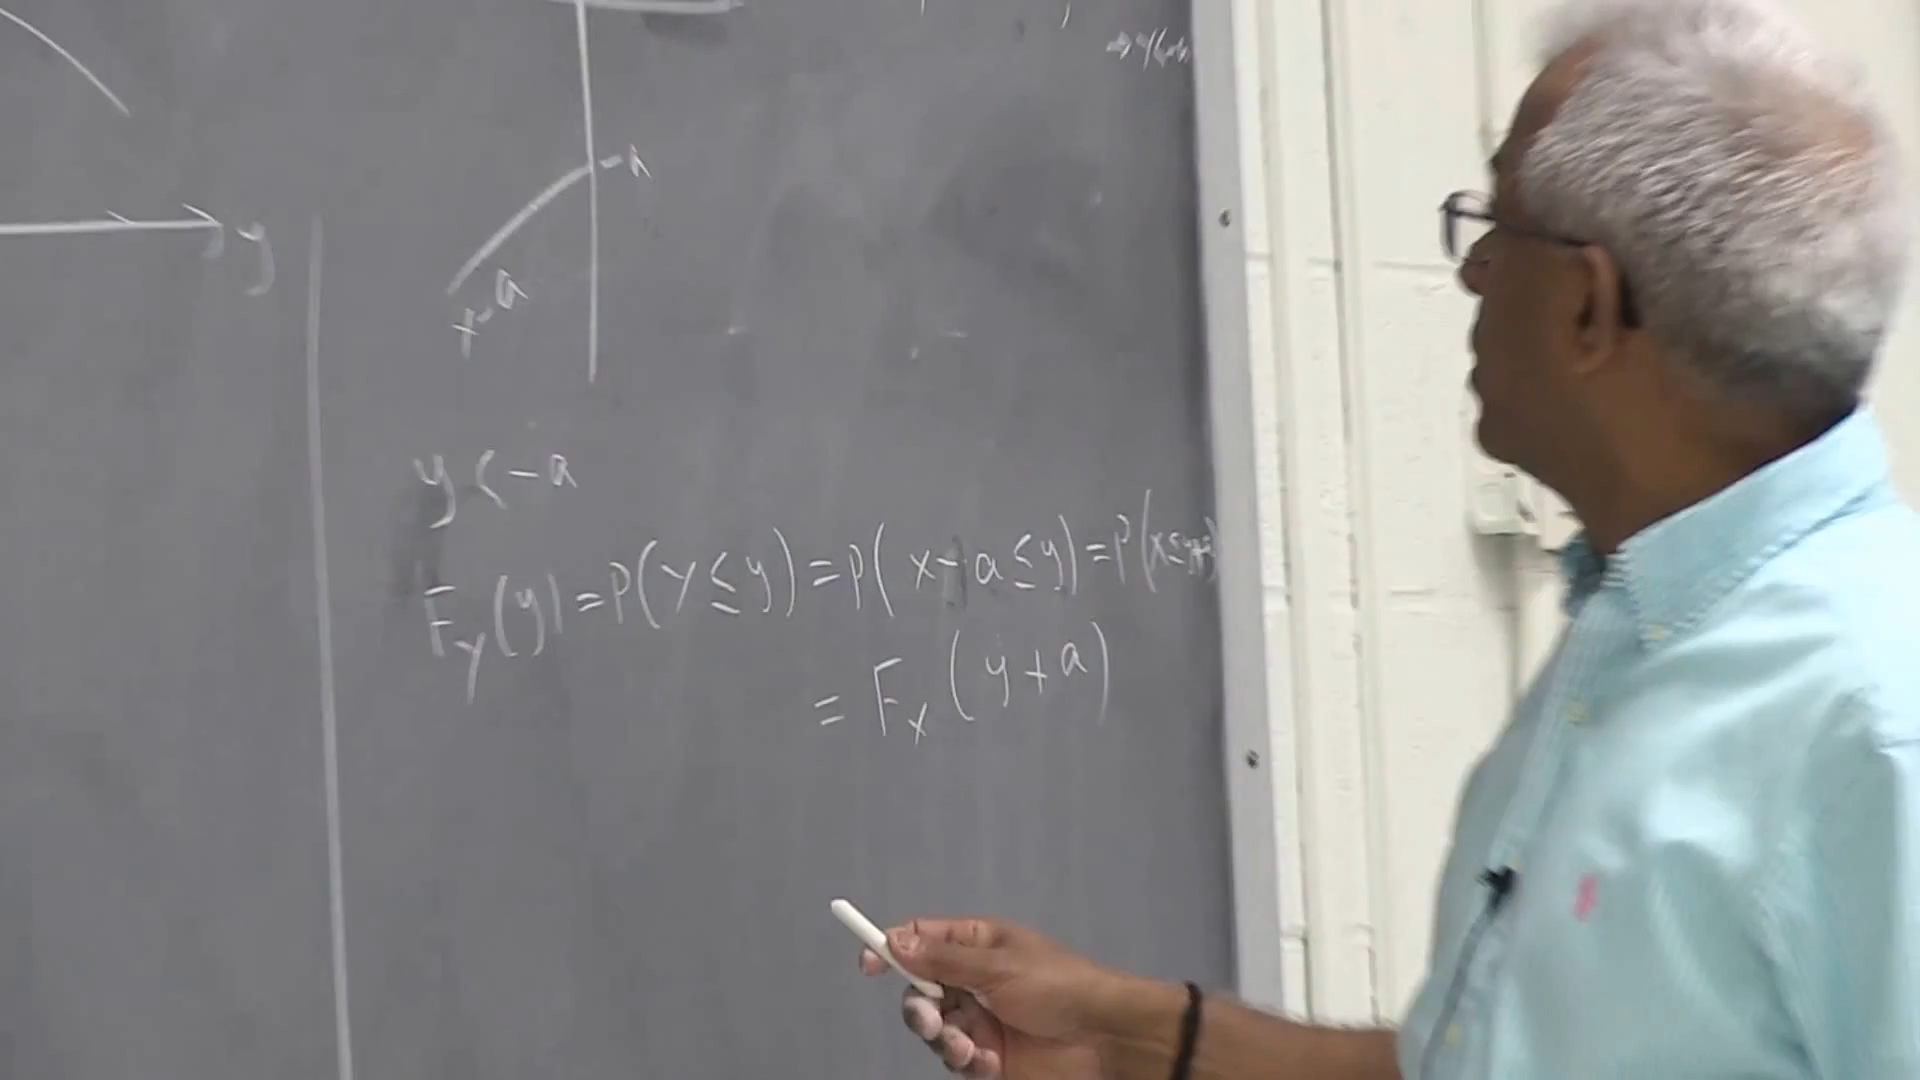 -a
y
x-a
y < -a
F_Y(y) = P(Y ≤ y) = P(x-a ≤ y) = P(x ≤ y+a)
= F_x(y+a)